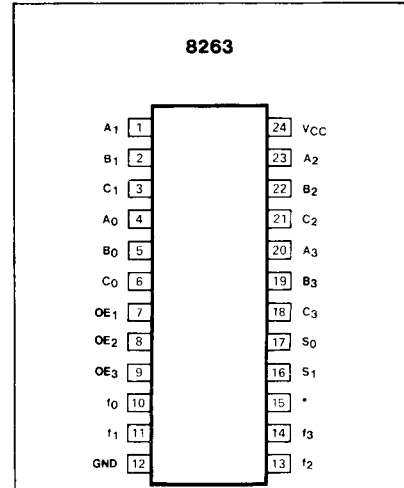 8263
A1 1 24 VCC
B1 2 23 A2
C1 3 22 B2
A0 4 21 C2
B0 5 20 A3
C0 6 19 B3
OE1 7 18 C3
OE2 8 17 S0
OE3 9 16 S1
f0 10 15 *
f1 11 14 f3
GND 12 13 f2